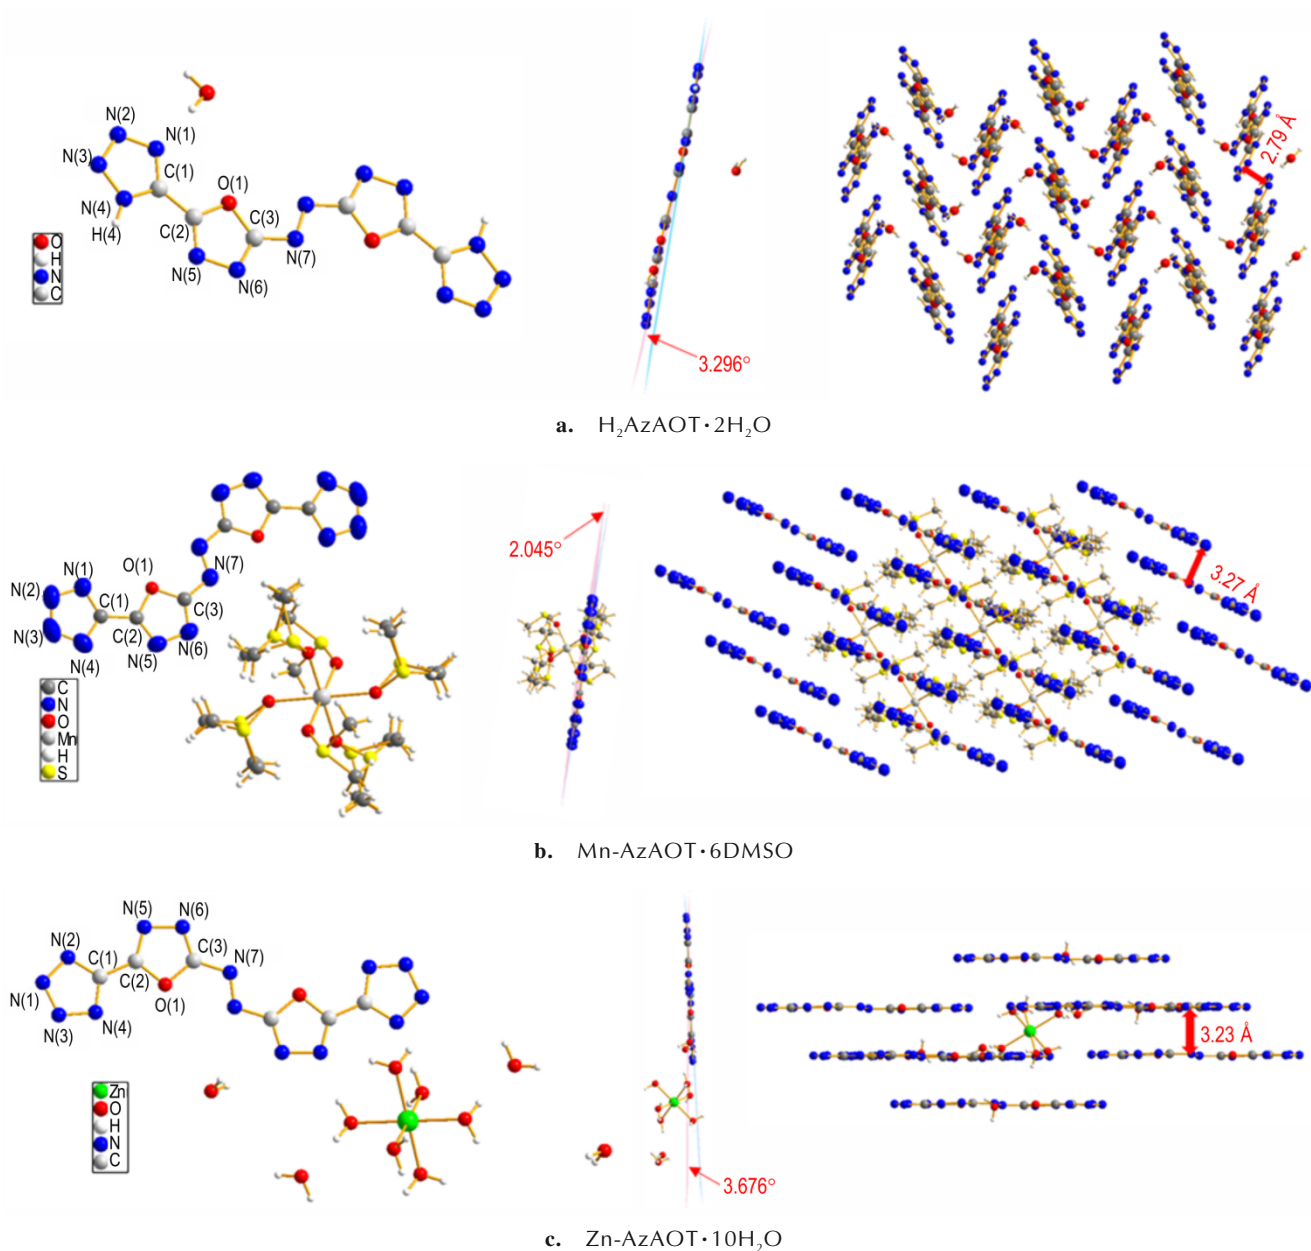 N(2)
N(1)
N(3)
C(1)
N(4)
O(1)
H(4)
C(2)
C(3)
N(5)
N(7)
N(6)
O
H
N
C
3.296°
2.79 Å
a. H₂AzAOT·2H₂O
N(2)
N(1)
O(1)
N(7)
C(1)
C(3)
N(3)
C(2)
N(6)
N(4)
N(5)
C
N
O
Mn
H
S
2.045°
3.27 Å
b. Mn-AzAOT·6DMSO
N(5)
N(6)
N(2)
C(1)
C(3)
N(7)
C(2)
N(1)
O(1)
N(3)
N(4)
Zn
O
H
N
C
3.676°
3.23 Å
c. Zn-AzAOT·10H₂O